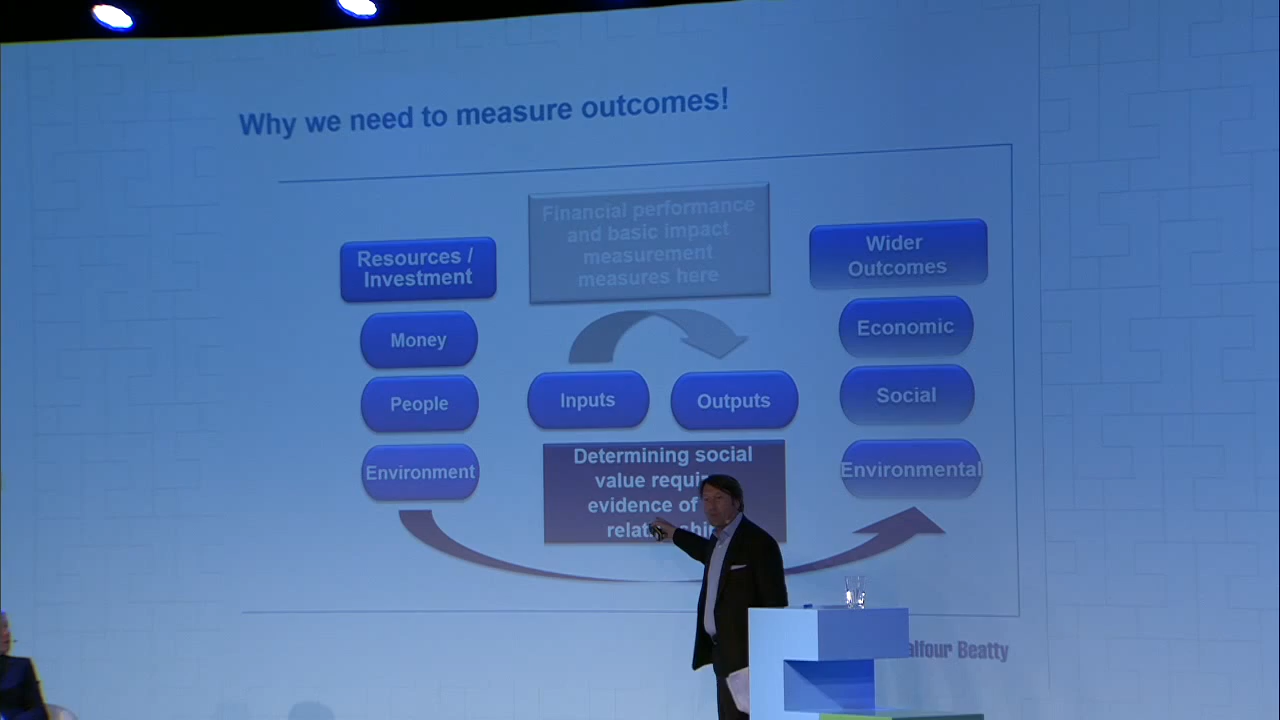 Why we need to measure outcomes!
Financial performance
and basic impact
measurement
measures here
Resources /
Investment
Money
People
Environment
Inputs
Outputs
Determining social
value
evidence of
Wider
Outcomes
Economic
Social
Environmental
Beatty